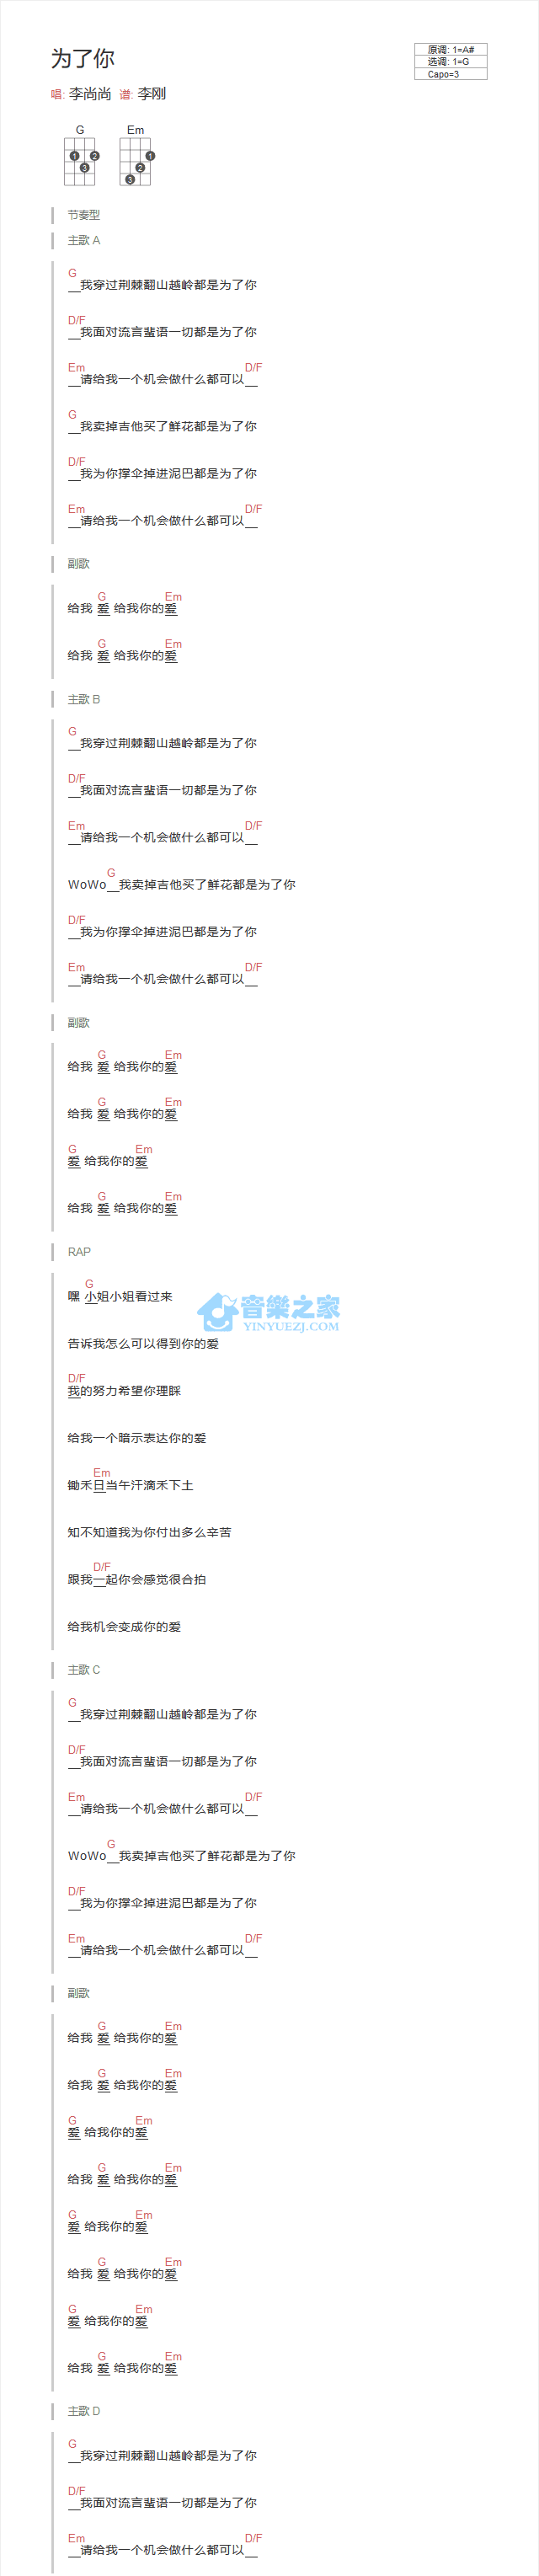 为了你
原调: 1=A#
选调: 1=G
Capo=3
唱: 李尚尚 谱: 李刚
G Em
1 2 3 1 2 3
节奏型
主歌 A
G
__我穿过荆棘翻山越岭都是为了你
D/F
__我面对流言蜚语一切都是为了你
Em D/F
__请给我一个机会做什么都可以__
G
__我卖掉吉他买了鲜花都是为了你
D/F
__我为你撑伞掉进泥巴都是为了你
Em D/F
__请给我一个机会做什么都可以__
副歌
G Em
给我 爱 给我你的爱
G Em
给我 爱 给我你的爱
主歌 B
G
__我穿过荆棘翻山越岭都是为了你
D/F
__我面对流言蜚语一切都是为了你
Em D/F
__请给我一个机会做什么都可以__
G
WoWo__我卖掉吉他买了鲜花都是为了你
D/F
__我为你撑伞掉进泥巴都是为了你
Em D/F
__请给我一个机会做什么都可以__
副歌
G Em
给我 爱 给我你的爱
G Em
给我 爱 给我你的爱
G Em
爱 给我你的爱
G Em
给我 爱 给我你的爱
RAP
G
嘿 小姐小姐看过来
音樂之家
YINYUEZJ.COM
告诉我怎么可以得到你的爱
D/F
我的努力希望你理睬
给我一个暗示表达你的爱
Em
锄禾日当午汗滴禾下土
知不知道我为你付出多么辛苦
D/F
跟我一起你会感觉很合拍
给我机会变成你的爱
主歌 C
G
__我穿过荆棘翻山越岭都是为了你
D/F
__我面对流言蜚语一切都是为了你
Em D/F
__请给我一个机会做什么都可以__
G
WoWo__我卖掉吉他买了鲜花都是为了你
D/F
__我为你撑伞掉进泥巴都是为了你
Em D/F
__请给我一个机会做什么都可以__
副歌
G Em
给我 爱 给我你的爱
G Em
给我 爱 给我你的爱
G Em
爱 给我你的爱
G Em
给我 爱 给我你的爱
G Em
爱 给我你的爱
G Em
给我 爱 给我你的爱
G Em
爱 给我你的爱
G Em
给我 爱 给我你的爱
主歌 D
G
__我穿过荆棘翻山越岭都是为了你
D/F
__我面对流言蜚语一切都是为了你
Em D/F
__请给我一个机会做什么都可以__